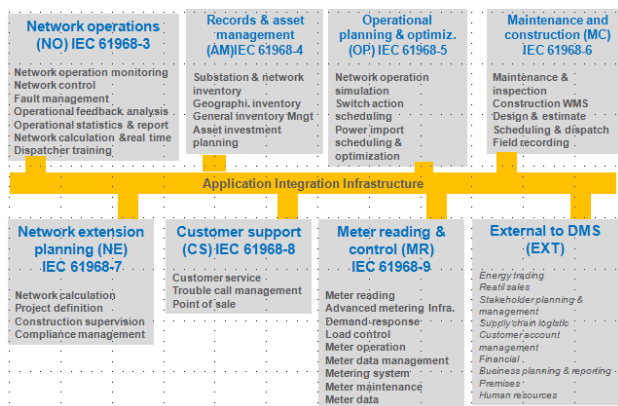 Network operations
(NO) IEC 61968-3
Network operation monitoring
Network control
Fault management
Operational feedback analysis
Operational statistics & report
Network calculation & real time
Dispatcher training
Records & asset
management
(AM)IEC 61968-4
Substation & network
inventory
Geographi. inventory
General inventory Mngt
Asset investment
planning
Operational
planning & optimiz.
(OP) IEC 61968-5
Network operation
simulation
Switch action
scheduling
Power import
scheduling &
optimization
Maintenance and
construction (MC)
IEC 61968-6
Maintenance &
inspection
Construction WMS
Design & estimate
Scheduling & dispatch
Field recording
Application Integration Infrastructure
Network extension
planning (NE)
IEC 61968-7
Network calculation
Project definition
Construction supervision
Compliance management
Customer support
(CS) IEC 61968-8
Customer service
Trouble call management
Point of sale
Meter reading &
control (MR)
IEC 61968-9
Meter reading
Advanced metering Infra.
Demand-response
Load control
Meter operation
Meter data management
Metering system
Meter maintenance
Meter data
External to DMS
(EXT)
Energy trading
Reatil sales
Stakeholder planning &
management
Supply chain logistic
Customer account
management
Financial .
Business planning & reporting
Premises
Human resources